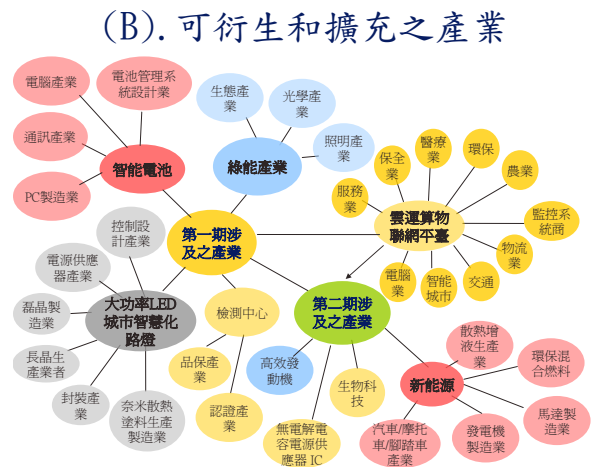 (B). 可衍生和擴充之產業
電腦產業
電池管理系
統設計業
通訊產業
PC製造業
智能電池
生態產
業
光學產
業
照明產
業
綠能產業
保全
業
醫療
業
環保
農業
服務
業
雲運算物
聯網平臺
監控系
統商
物流
業
交通
智能
城市
電腦
業
第一期涉
及之產業
控制設
計產業
電源供應
器產業
磊晶製
造業
長晶生
產業者
封裝產
業
奈米散熱
塗料生產
製造業
大功率LED
城市智慧化
路燈
檢測中心
品保產
業
認證產
業
第二期涉
及之產業
高效發
動機
無電解電
容電源供
應器 IC
生物科
技
新能源
散熱增
液生產
業
環保混
合燃料
馬達製
造業
發電機
製造業
汽車/摩托
車/腳踏車
產業